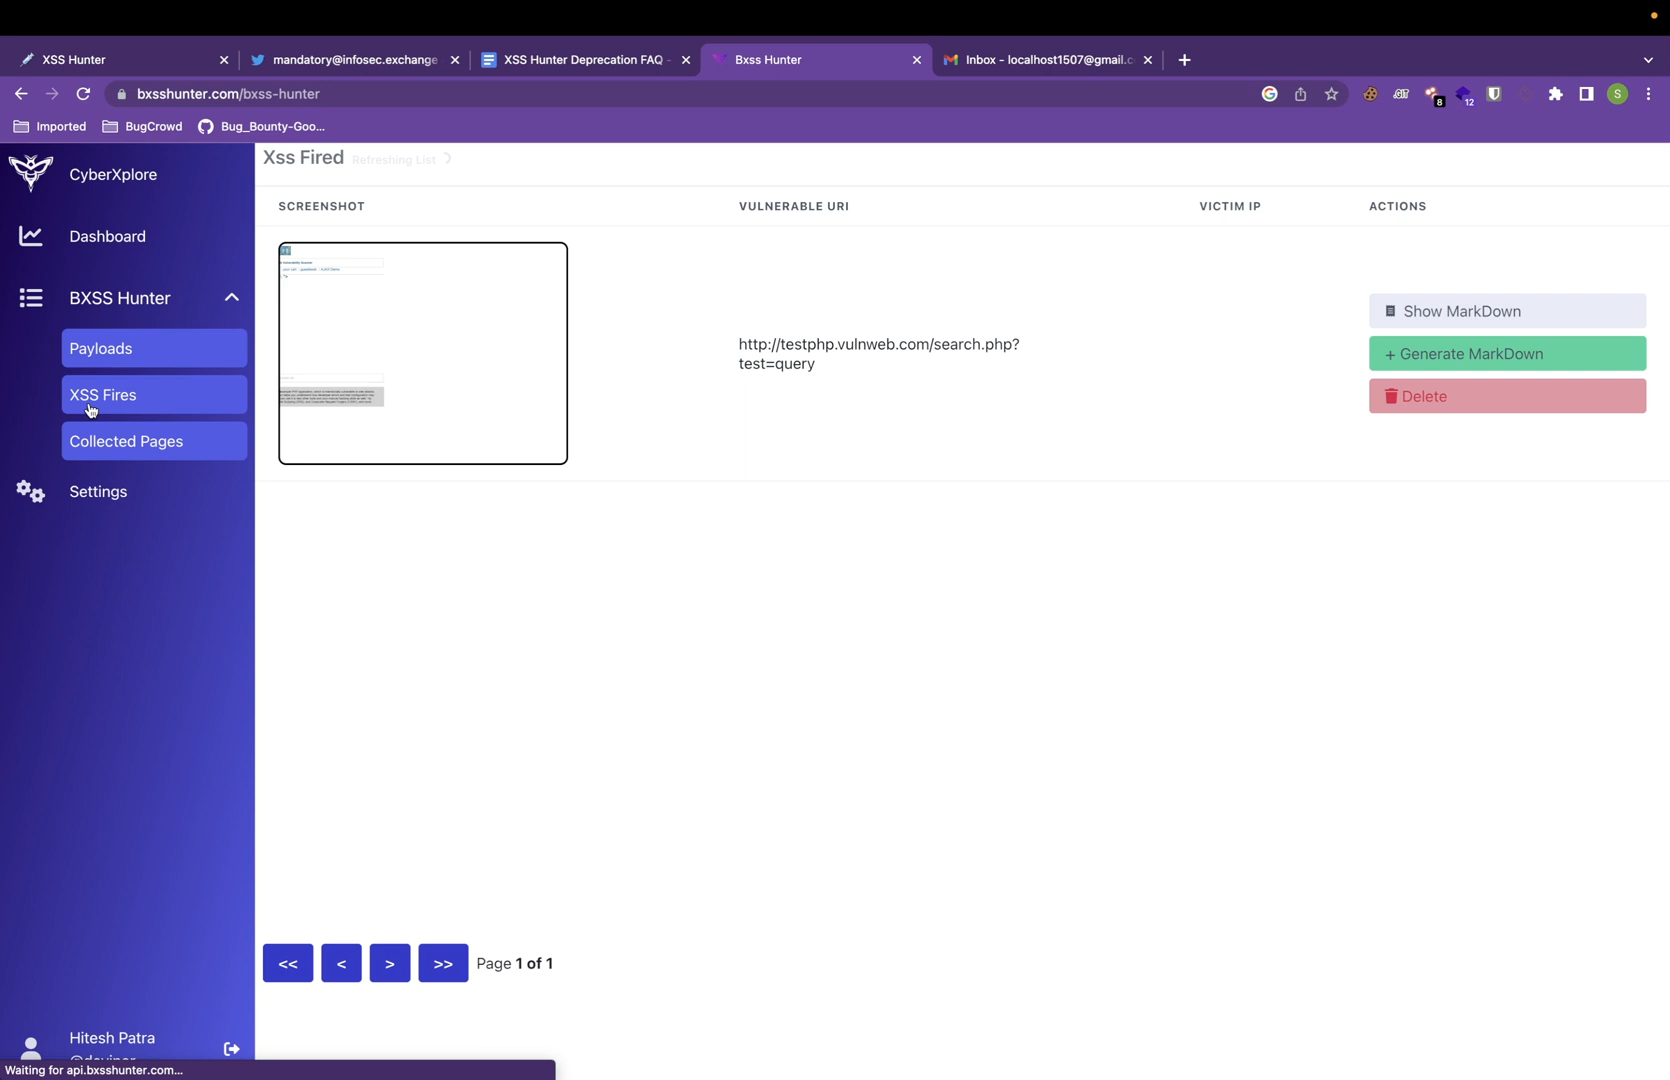 XSS Hunter
mandatory@infosec.exchange
XSS Hunter Deprecation FAQ -
Bxss Hunter
Inbox - localhost1507@gmail.c
bxsshunter.com/bxss-hunter
8
12
S
Imported
BugCrowd
Bug_Bounty-Goo...
CyberXplore
Xss Fired
Refreshing List
SCREENSHOT
VULNERABLE URI
VICTIM IP
ACTIONS
Dashboard
BXSS Hunter
Payloads
XSS Fires
Collected Pages
Settings
http://testphp.vulnweb.com/search.php?
test=query
Show MarkDown
+ Generate MarkDown
Delete
<<
<
>
>>
Page 1 of 1
Hitesh Patra
Waiting for api.bxsshunter.com...